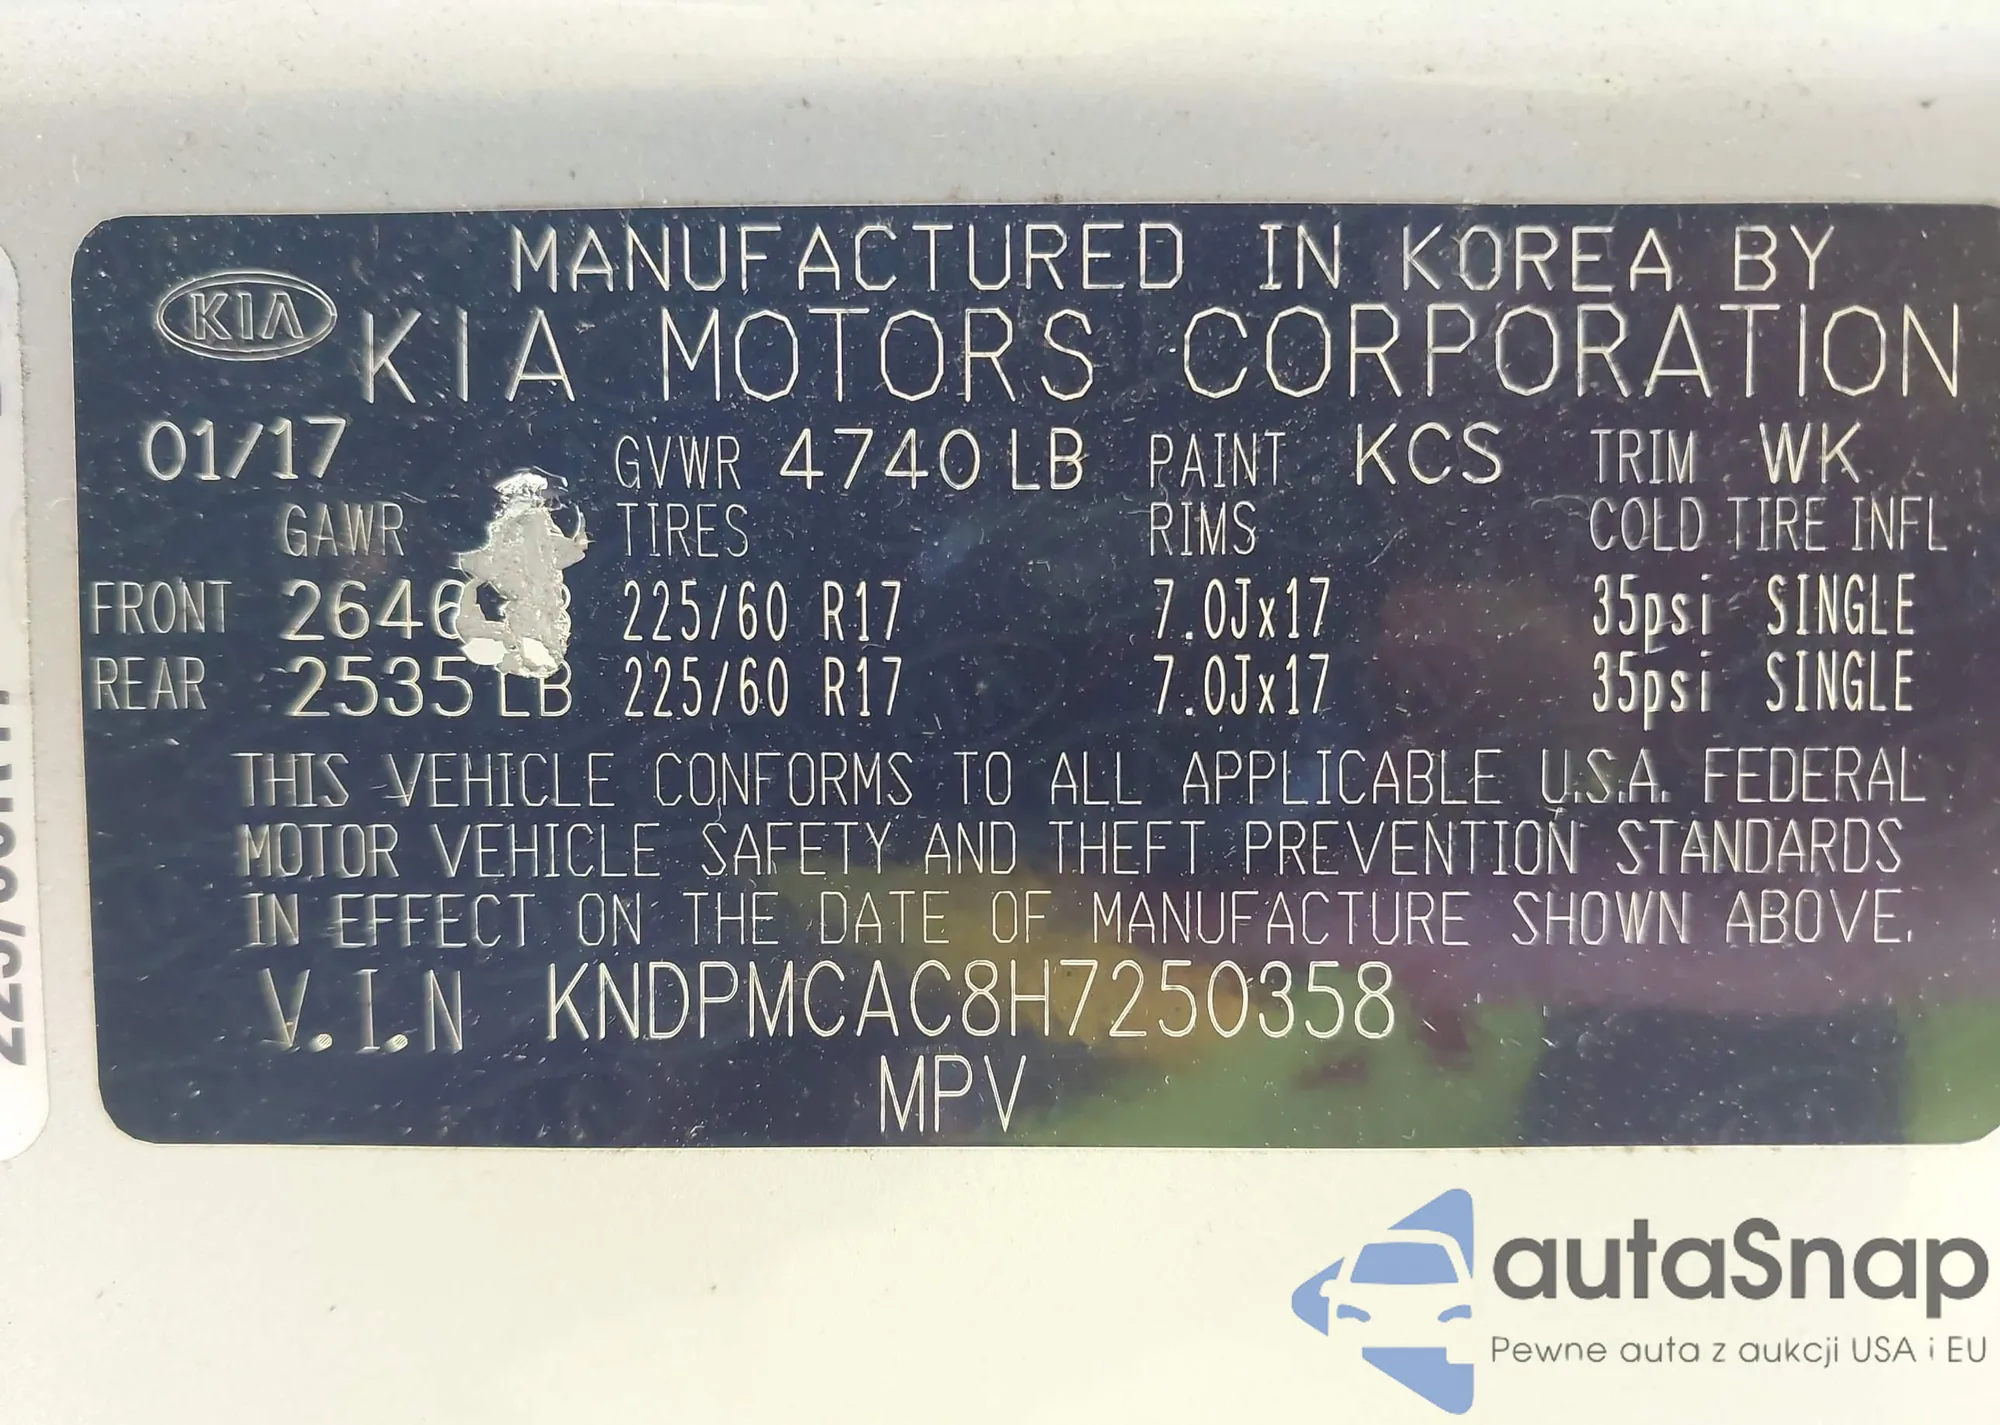 MANUFACTURED IN KOREA BY
KIA KIA MOTORS CORPORATION
01/17 GVWR 4740 LB PAINT KCS TRIM WK
GAWR TIRES RIMS COLD TIRE INFL
FRONT 2646 225/60 R17 7.0Jx17 35psi SINGLE
REAR 2535 LB 225/60 R17 7.0Jx17 35psi SINGLE
THIS VEHICLE CONFORMS TO ALL APPLICABLE U.S.A. FEDERAL
MOTOR VEHICLE SAFETY AND THEFT PREVENTION STANDARDS
IN EFFECT ON THE DATE OF MANUFACTURE SHOWN ABOVE.
V.I.N KNDPMCAC8H7250358
MPV
autaSnap
Pewne auta z aukcji USA i EU